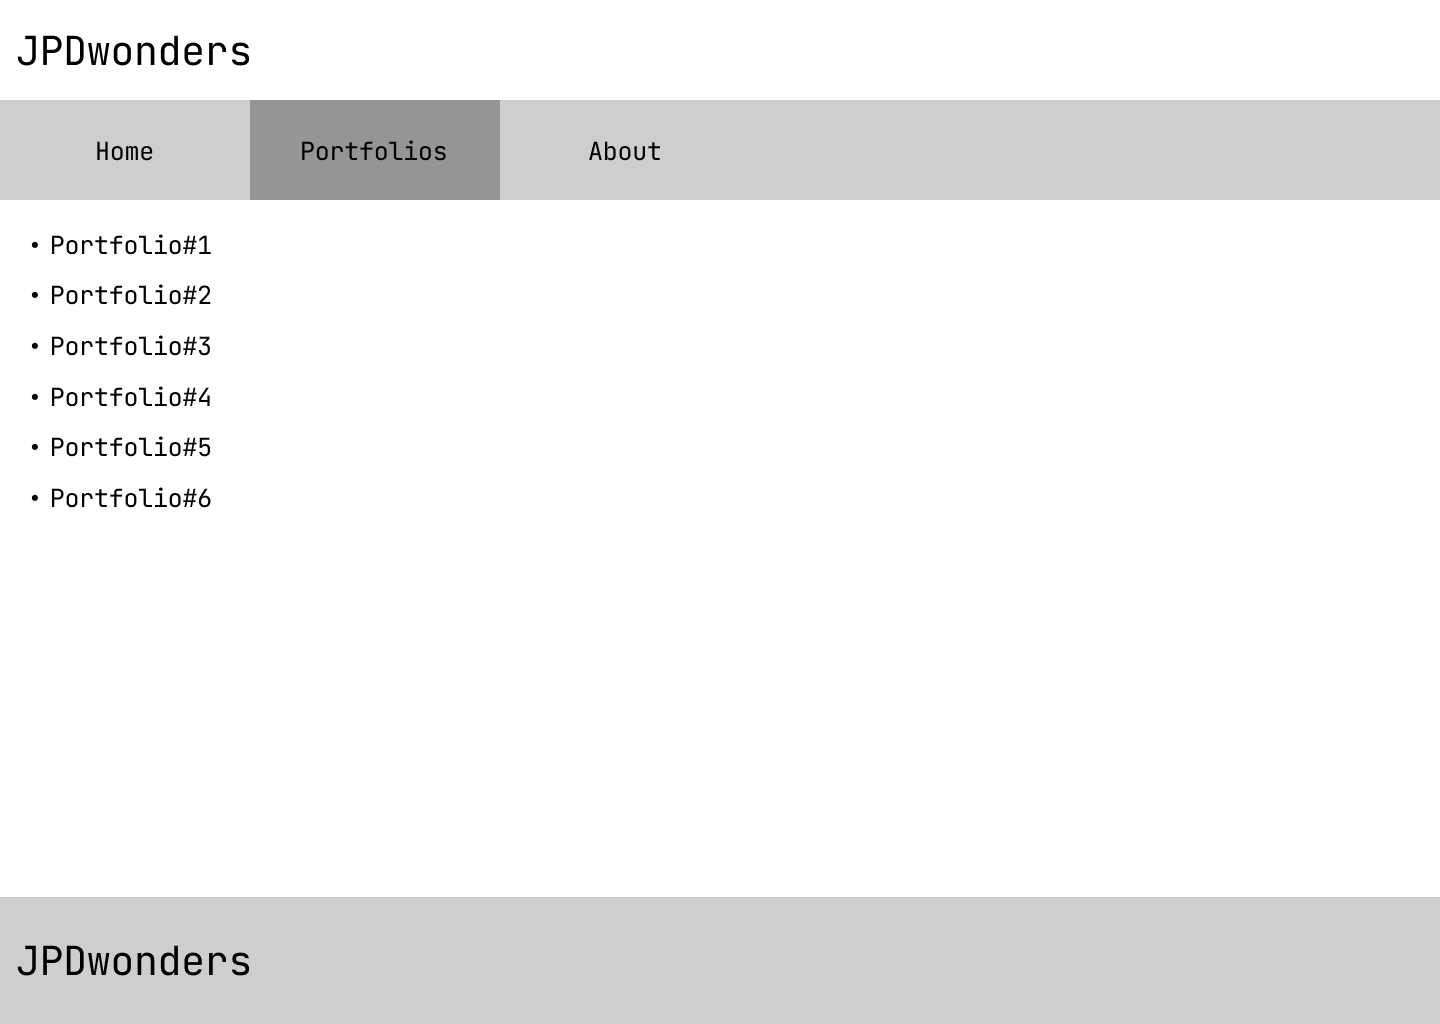 JPDwonders
Home Portfolios About
• Portfolio#1
• Portfolio#2
• Portfolio#3
• Portfolio#4
• Portfolio#5
• Portfolio#6
JPDwonders